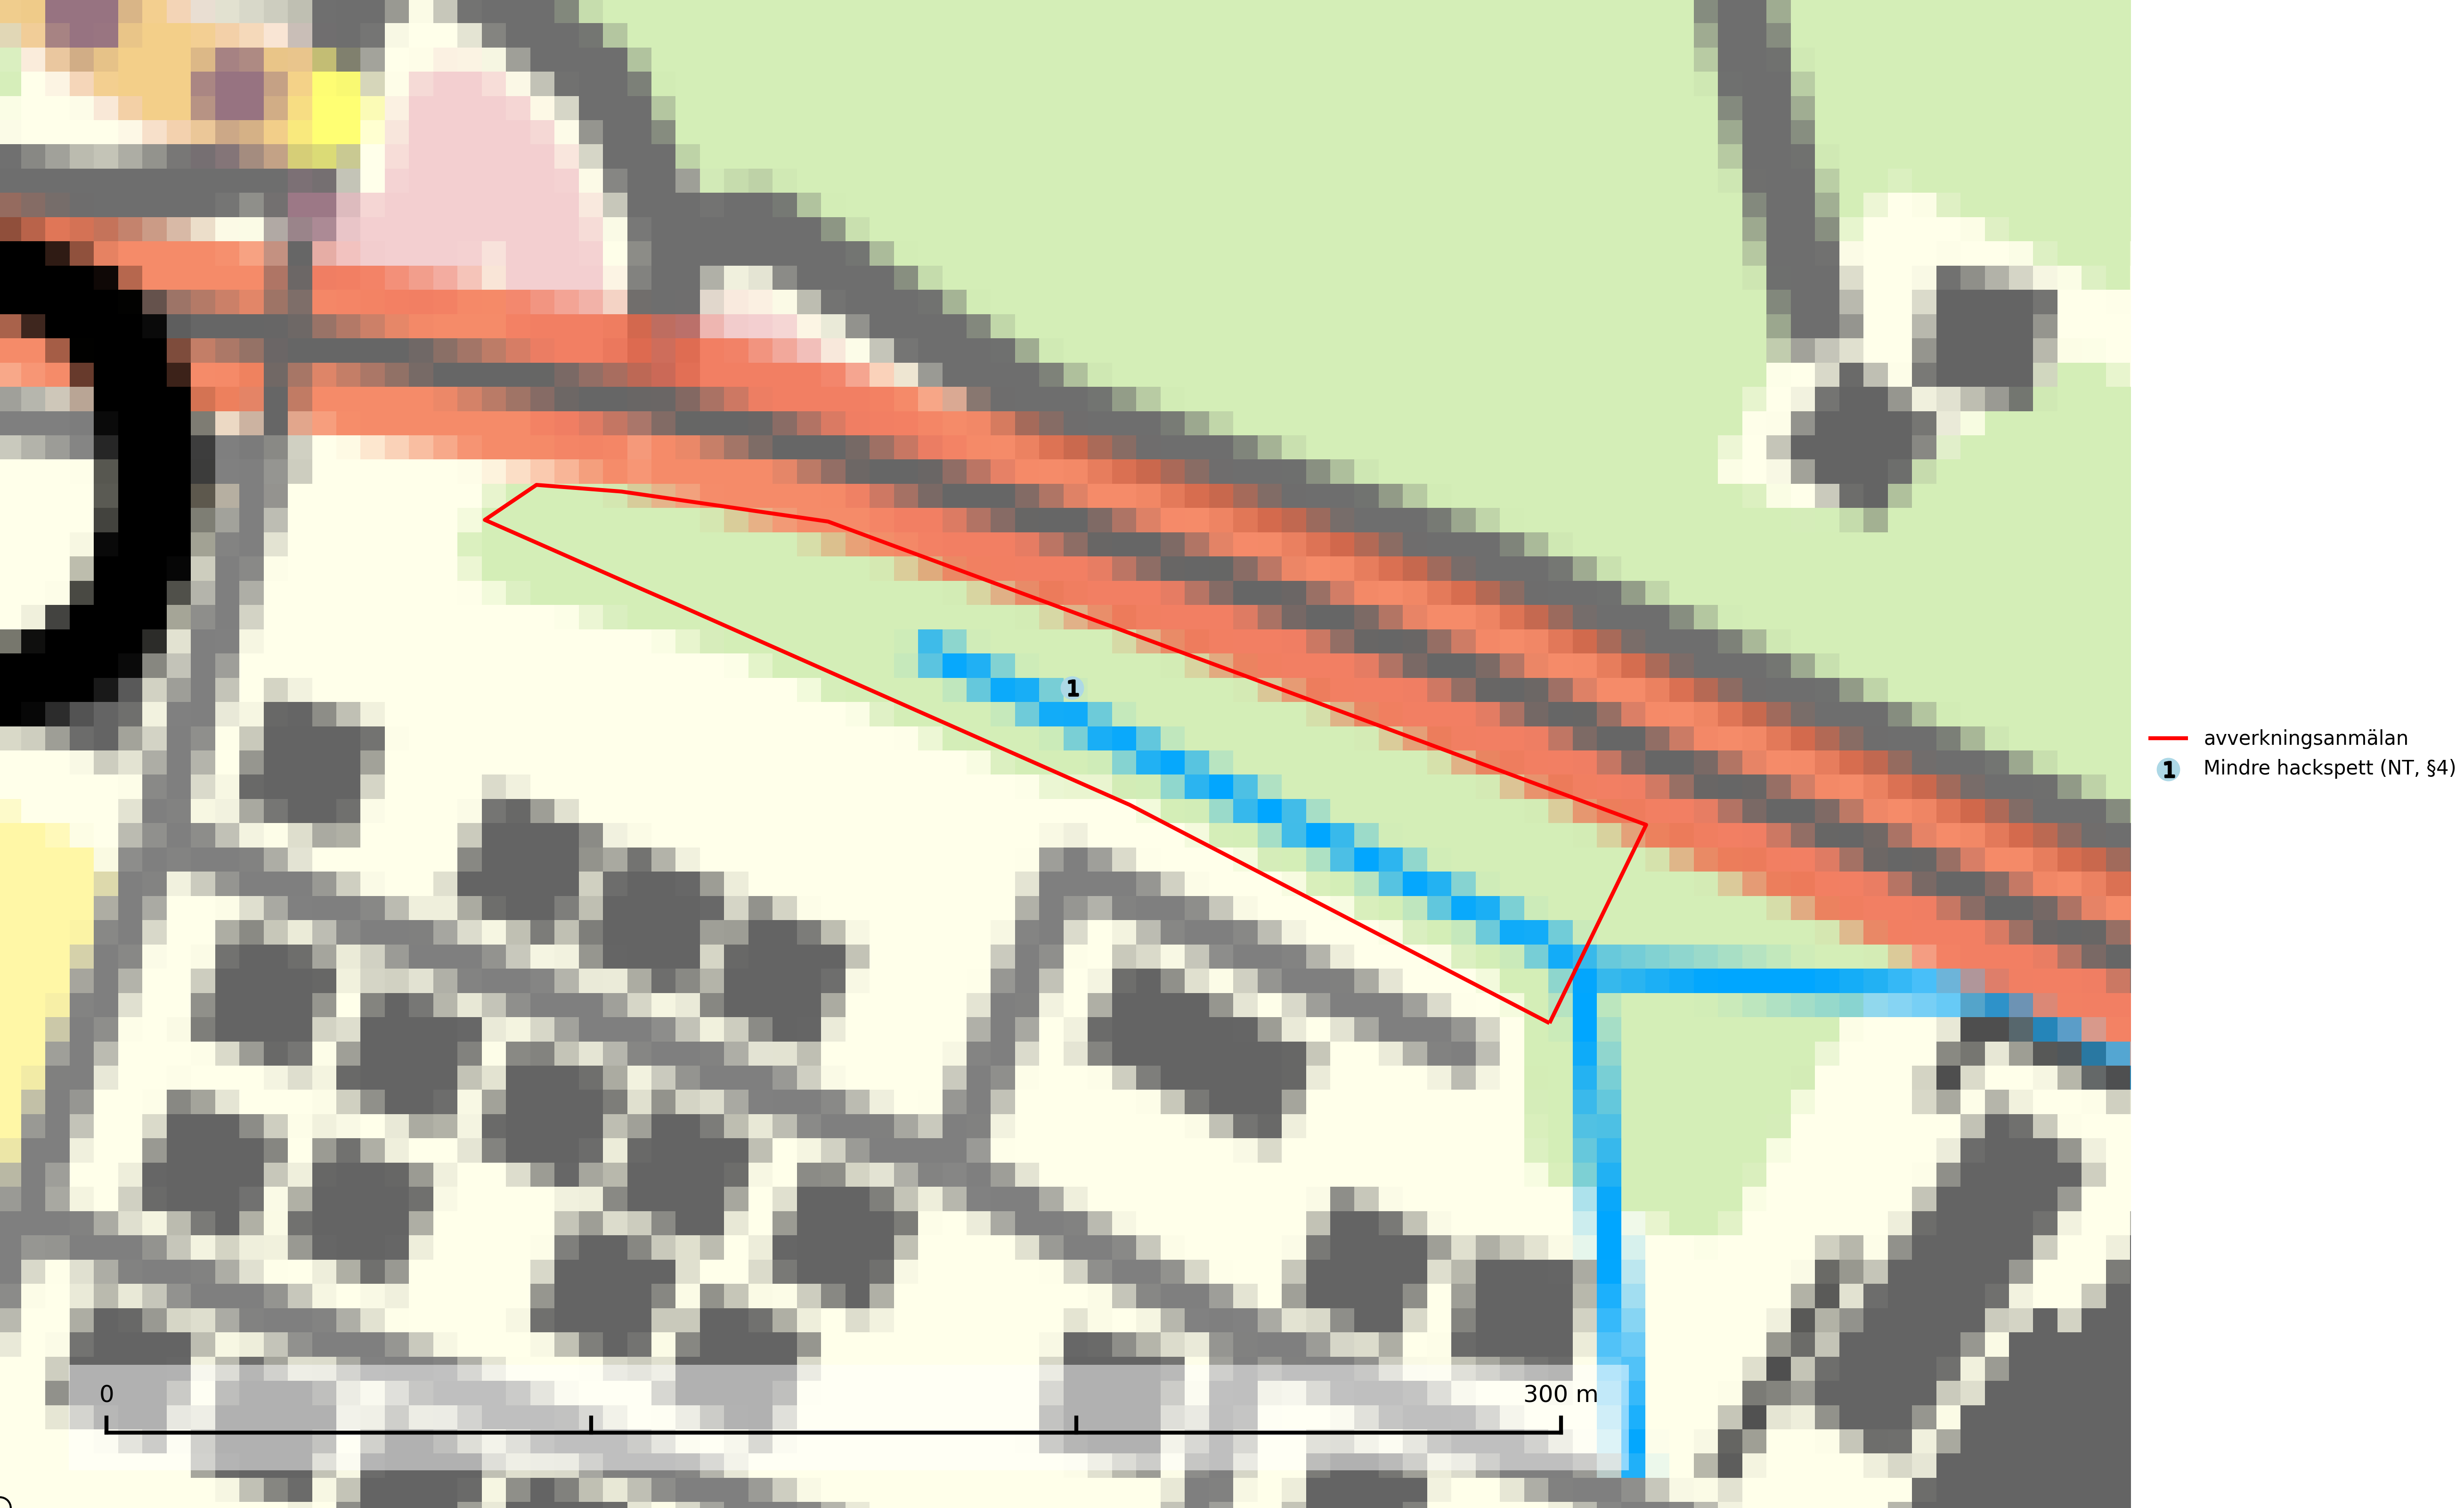 1
avverkningsanmälan
1 Mindre hackspett (NT, §4)
0 300 m